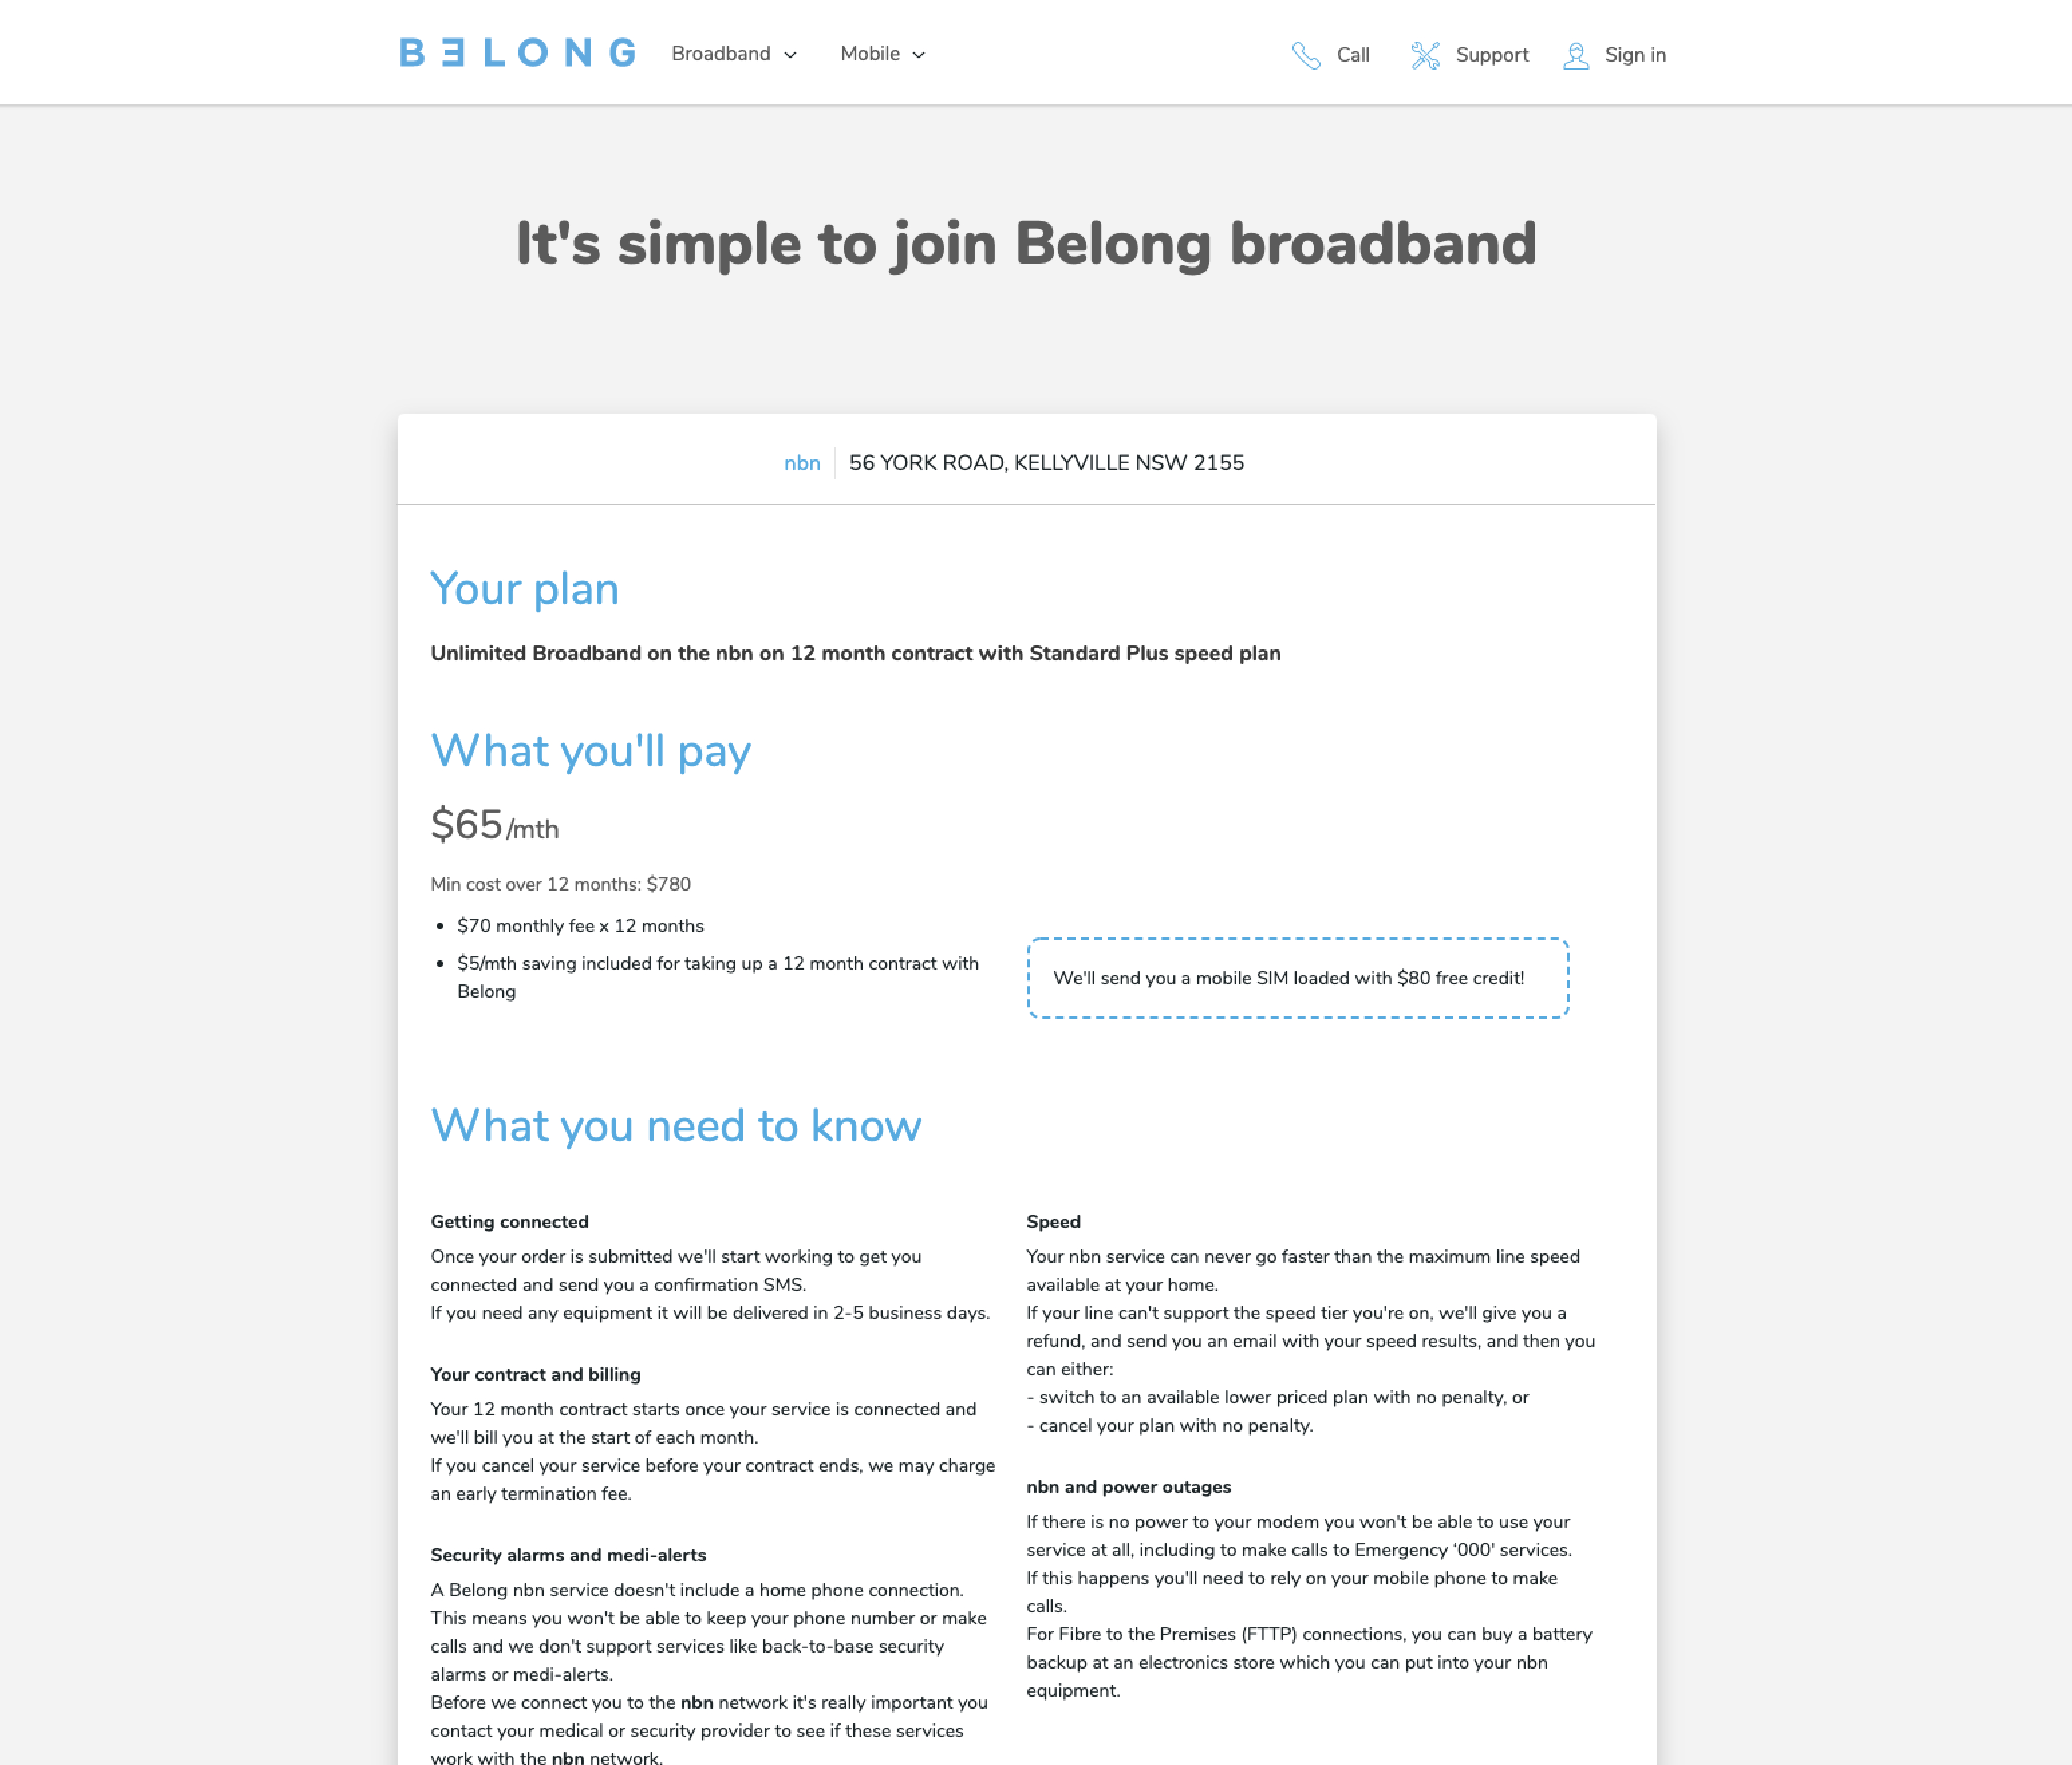 BELONG Broadband Mobile Call Support Sign in
It's simple to join Belong broadband
nbn 56 YORK ROAD, KELLYVILLE NSW 2155
Your plan
Unlimited Broadband on the nbn on 12 month contract with Standard Plus speed plan
What you'll pay
$65/mth
Min cost over 12 months: $780
• $70 monthly fee x 12 months
• $5/mth saving included for taking up a 12 month contract with
Belong
We'll send you a mobile SIM loaded with $80 free credit!
What you need to know
Getting connected
Once your order is submitted we'll start working to get you
connected and send you a confirmation SMS.
If you need any equipment it will be delivered in 2-5 business days.
Your contract and billing
Your 12 month contract starts once your service is connected and
we'll bill you at the start of each month.
If you cancel your service before your contract ends, we may charge
an early termination fee.
Security alarms and medi-alerts
A Belong nbn service doesn't include a home phone connection.
This means you won't be able to keep your phone number or make
calls and we don't support services like back-to-base security
alarms or medi-alerts.
Before we connect you to the nbn network it's really important you
contact your medical or security provider to see if these services
work with the nbn network.
Speed
Your nbn service can never go faster than the maximum line speed
available at your home.
If your line can't support the speed tier you're on, we'll give you a
refund, and send you an email with your speed results, and then you
can either:
- switch to an available lower priced plan with no penalty, or
- cancel your plan with no penalty.
nbn and power outages
If there is no power to your modem you won't be able to use your
service at all, including to make calls to Emergency ‘000’ services.
If this happens you'll need to rely on your mobile phone to make
calls.
For Fibre to the Premises (FTTP) connections, you can buy a battery
backup at an electronics store which you can put into your nbn
equipment.